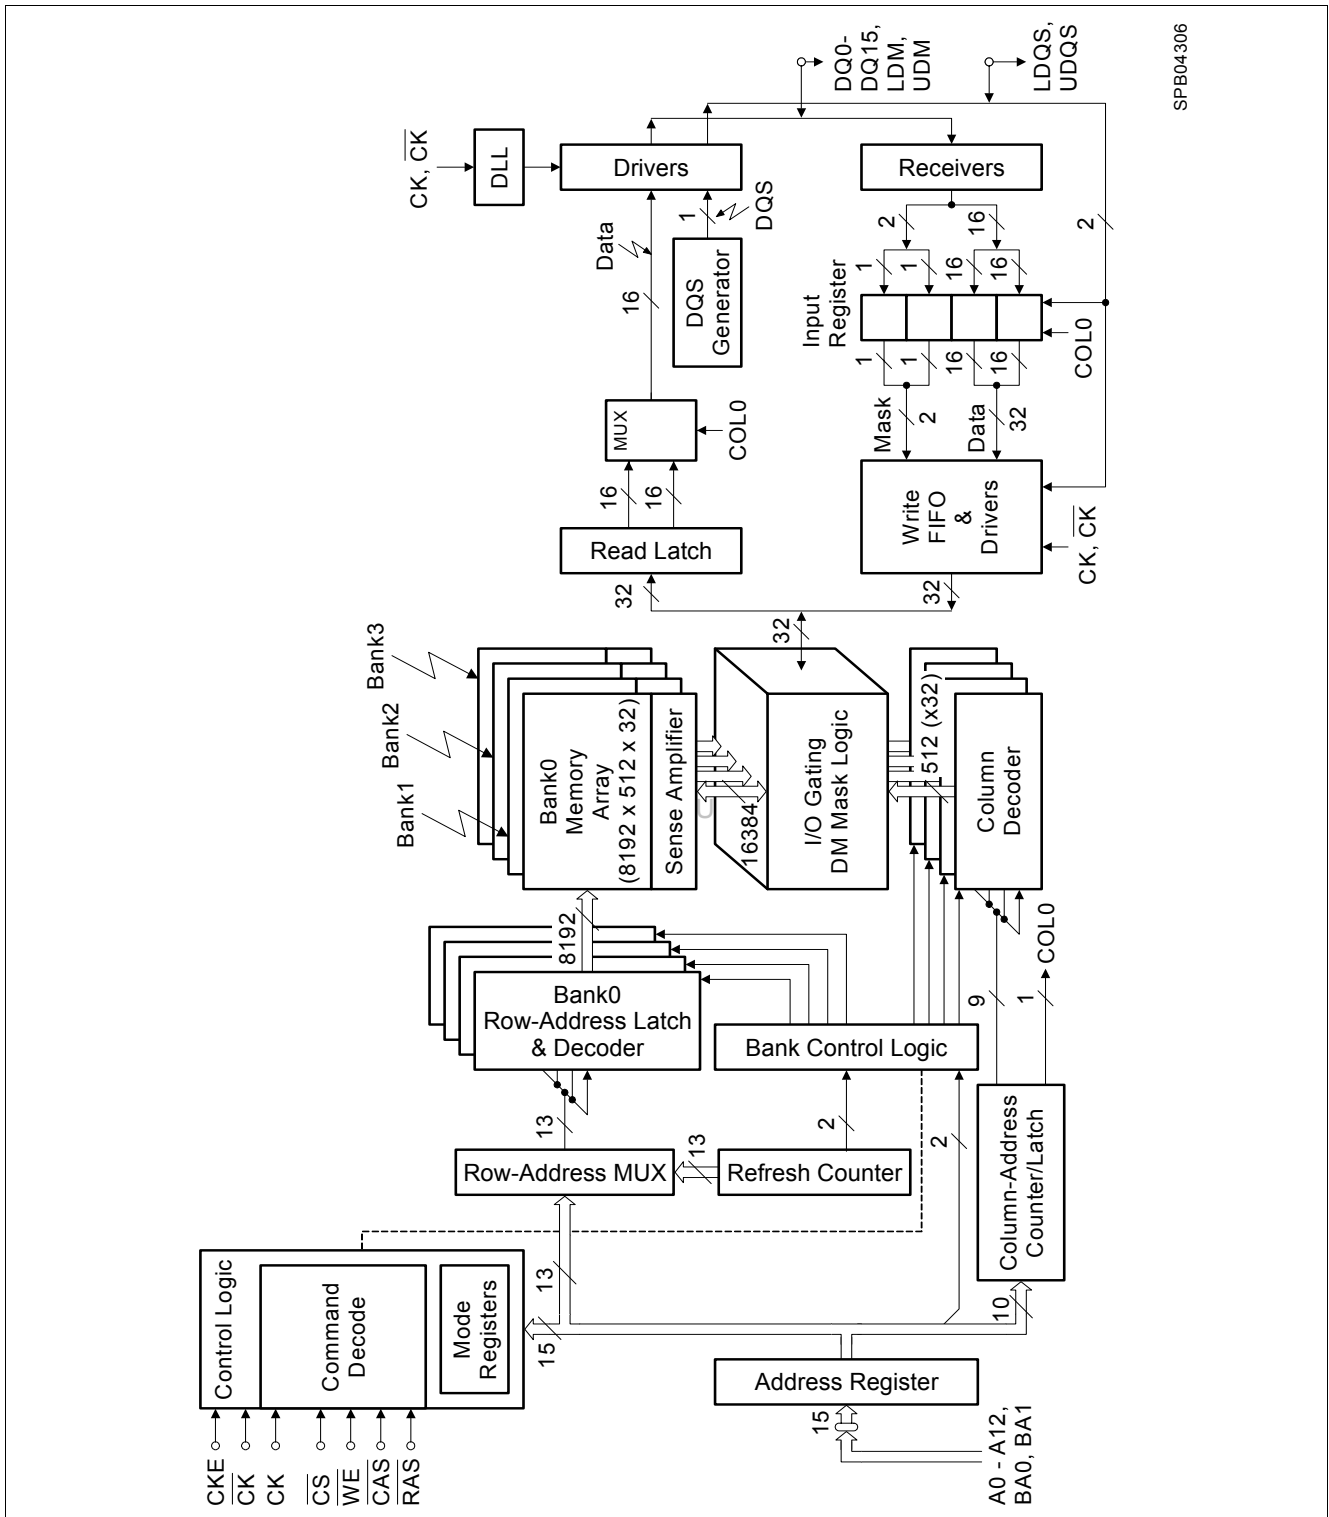 SPB04306
DQ0-
DQ15,
LDM,
UDM
LDQS,
UDQS
CK, CK
DLL
Drivers
Receivers
Data
1
DQS
16
DQS
Generator
2
16
2
1
1
16
16
Input
Register
1
1
16
16
COL0
MUX
COL0
Mask
2
Data
32
16
16
Read Latch
Write
FIFO
&
Drivers
CK, CK
32
32
32
Bank3
Bank2
Bank1
Bank0
Memory
Array
(8192 x 512 x 32)
Sense Amplifier
16384
I/O Gating
DM Mask Logic
512 (x32)
Column
Decoder
8192
Bank0
Row-Address Latch
& Decoder
Bank Control Logic
9
1
COL0
13
2
2
Row-Address MUX
13
Refresh Counter
Column-Address
Counter/Latch
Control Logic
Command
Decode
Mode
Registers
15
13
10
Address Register
15
CKE
CK
CK
CS
WE
CAS
RAS
A0 - A12,
BA0, BA1